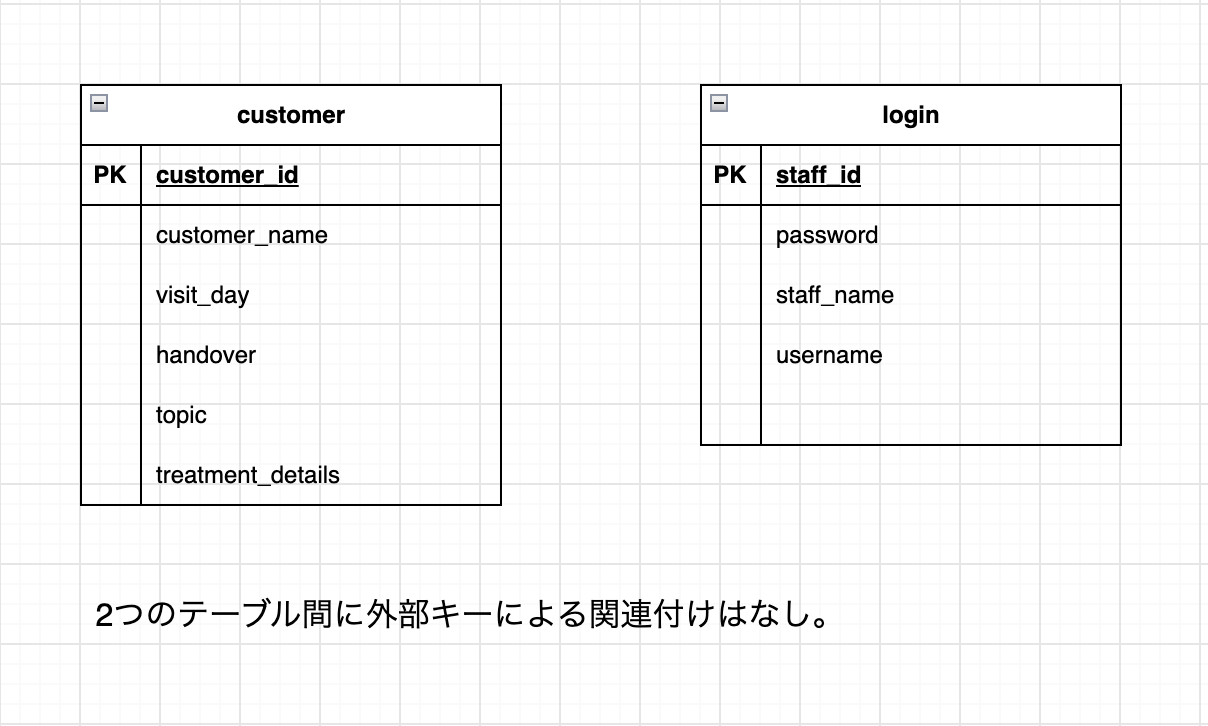 customer
PK customer_id
customer_name
visit_day
handover
topic
treatment_details
login
PK staff_id
password
staff_name
username
2つのテーブル間に外部キーによる関連付けはなし。